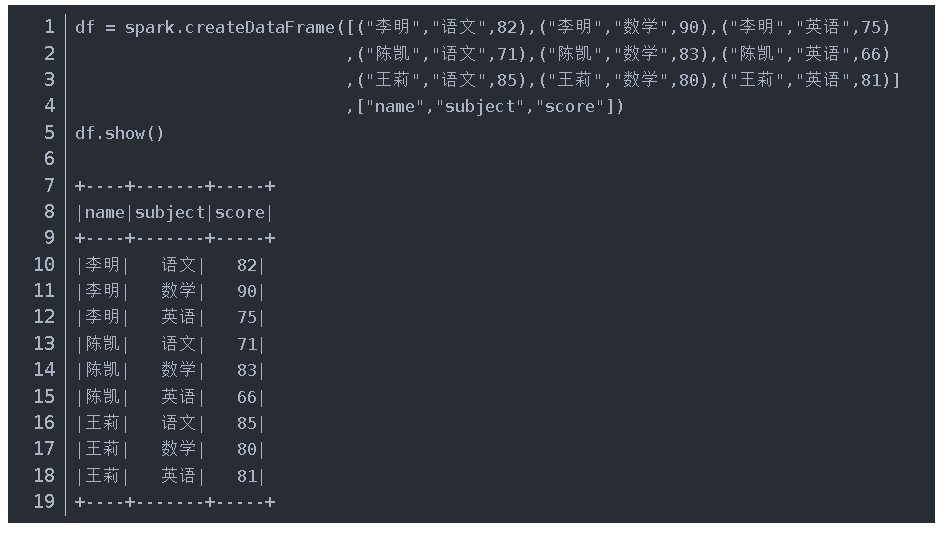 1 df = spark.createDataFrame([("李明","语文",82),("李明","数学",90),("李明","英语",75)
2                            ,("陈凯","语文",71),("陈凯","数学",83),("陈凯","英语",66)
3                            ,("王莉","语文",85),("王莉","数学",80),("王莉","英语",81)]
4                            ,["name","subject","score"])
5 df.show()
6
7 +----+-------+-----+
8 |name|subject|score|
9 +----+-------+-----+
10 |李明|   语文|   82|
11 |李明|   数学|   90|
12 |李明|   英语|   75|
13 |陈凯|   语文|   71|
14 |陈凯|   数学|   83|
15 |陈凯|   英语|   66|
16 |王莉|   语文|   85|
17 |王莉|   数学|   80|
18 |王莉|   英语|   81|
19 +----+-------+-----+